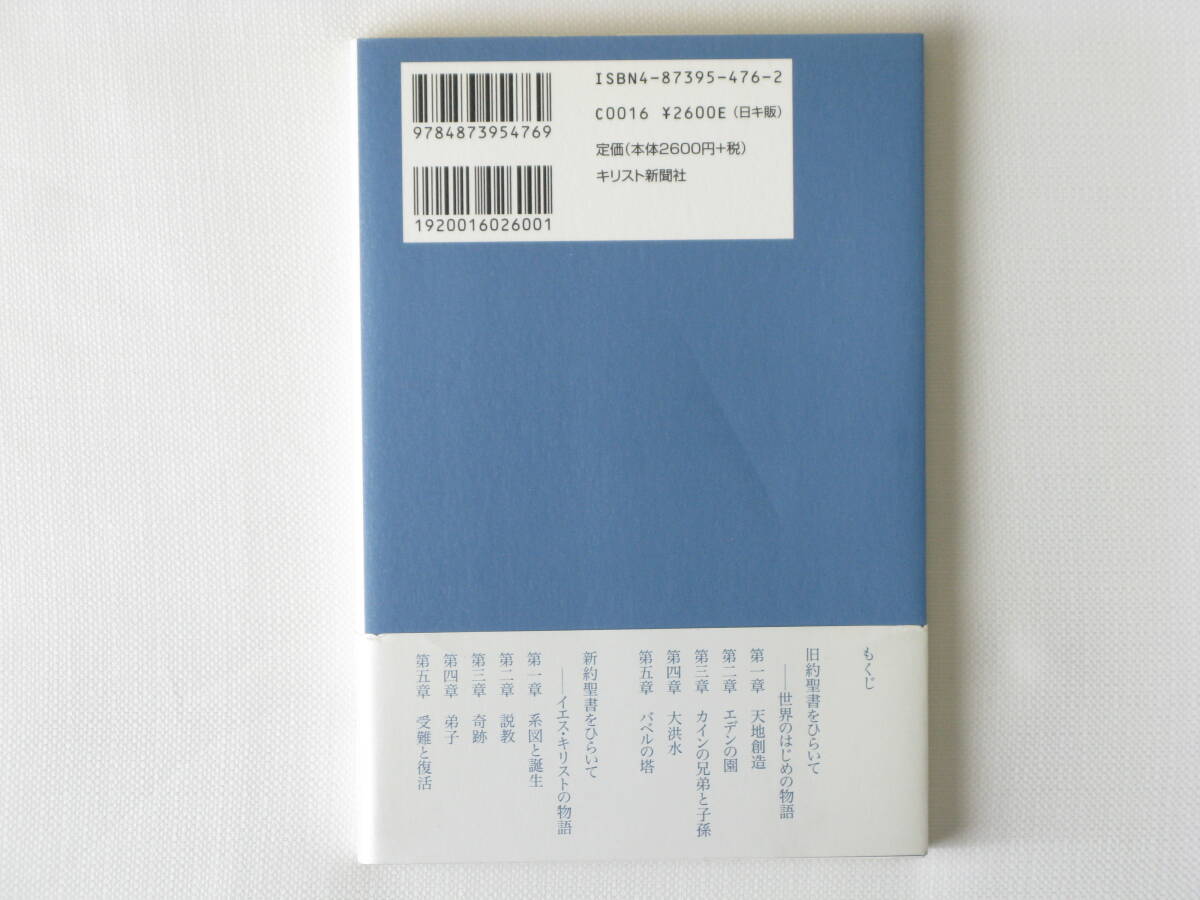 ISBN4-87395-476-2
9784873954769
C0016 ¥2600E (日キ販)
定価(本体2600円+税)
キリスト新聞社
1920016026001
もくじ
旧約聖書をひらいて
――世界のはじめの物語
第一章 天地創造
第二章 エデンの園
第三章 カインの兄弟と子孫
第四章 大洪水
第五章 バベルの塔
新約聖書をひらいて
――イエス・キリストの物語
第一章 系図と誕生
第二章 説教
第三章 奇跡
第四章 弟子
第五章 受難と復活